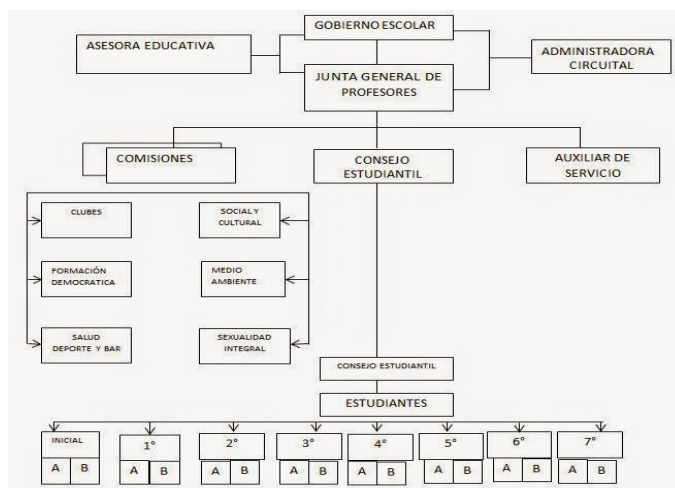 GOBIERNO ESCOLAR
ASESORA EDUCATIVA
ADMINISTRADORA
CIRCUITAL
JUNTA GENERAL DE
PROFESORES
COMISIONES
CONSEJO
ESTUDIANTIL
AUXILIAR DE
SERVICIO
CLUBES
SOCIAL Y
CULTURAL
FORMACIÓN
DEMOCRATICA
MEDIO
AMBIENTE
SALUD
DEPORTE Y BAR
SEXUALIDAD
INTEGRAL
CONSEJO ESTUDIANTIL
ESTUDIANTES
INICIAL
1°
2°
3°
4°
5°
6°
7°
A B
A B
A B
A B
A B
A B
A B
A B